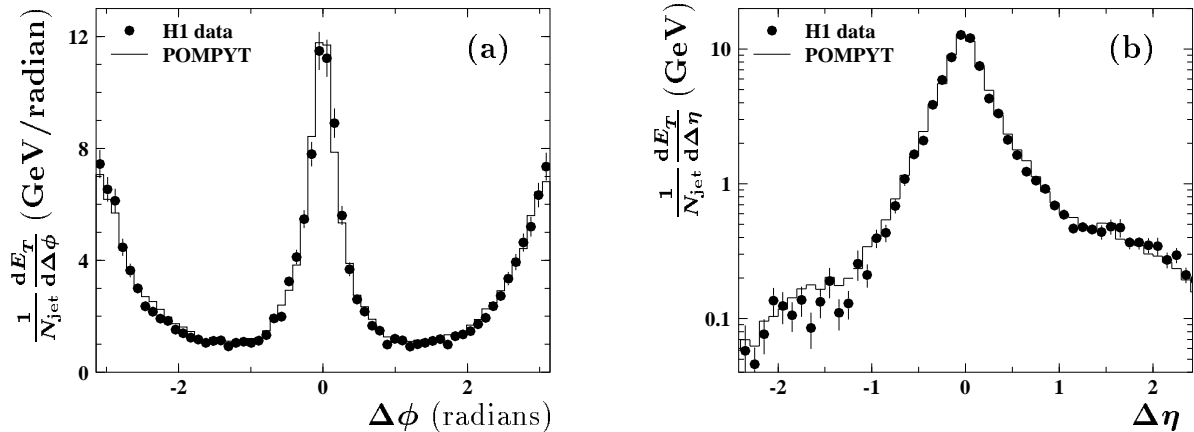 1/N_jet dE_T/dΔφ (GeV/radian)
12
8
4
0
H1 data
POMPYT
(a)
-2
0
2
Δφ (radians)
1/N_jet dE_T/dΔη (GeV)
10
1
0.1
H1 data
POMPYT
(b)
-2
-1
0
1
2
Δη